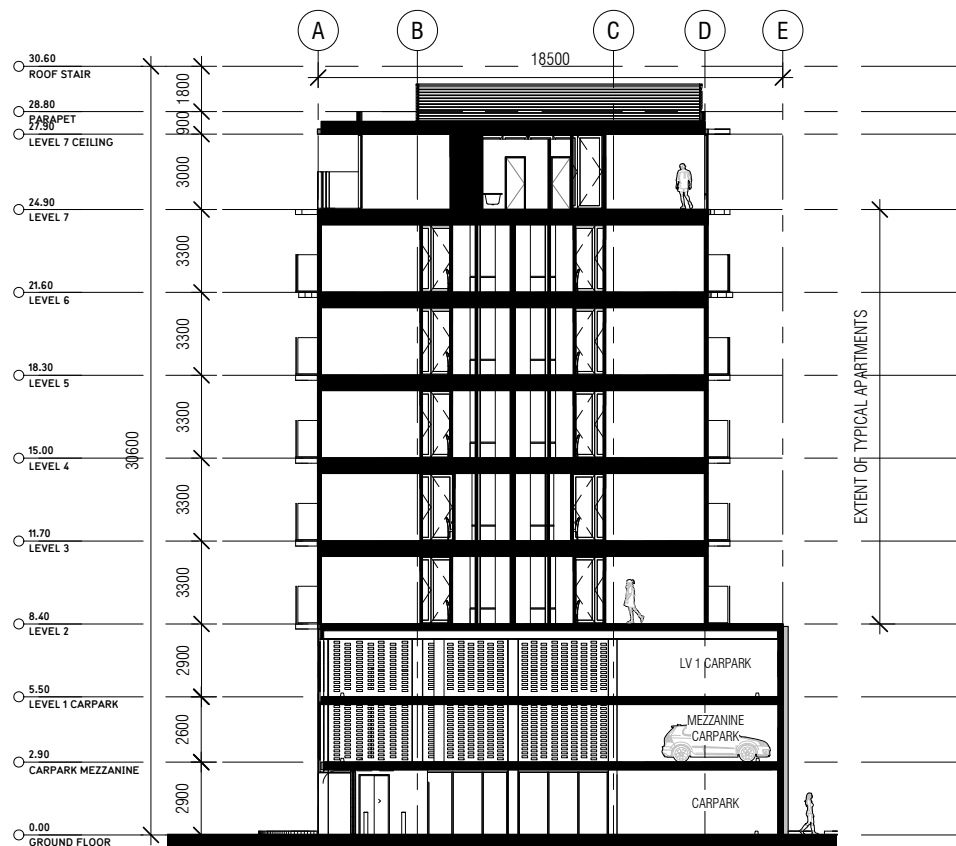 A B C D E
18500
30.60
ROOF STAIR
1800
28.80
PARAPET
900
27.90
LEVEL 7 CEILING
3000
24.90
LEVEL 7
3300
21.60
LEVEL 6
3300
18.30
LEVEL 5
3300
15.00
LEVEL 4
30600
3300
11.70
LEVEL 3
3300
8.40
LEVEL 2
2900
5.50
LEVEL 1 CARPARK
2600
2.90
CARPARK MEZZANINE
2900
0.00
GROUND FLOOR
EXTENT OF TYPICAL APARTMENTS
LV 1 CARPARK
MEZZANINE
CARPARK
CARPARK